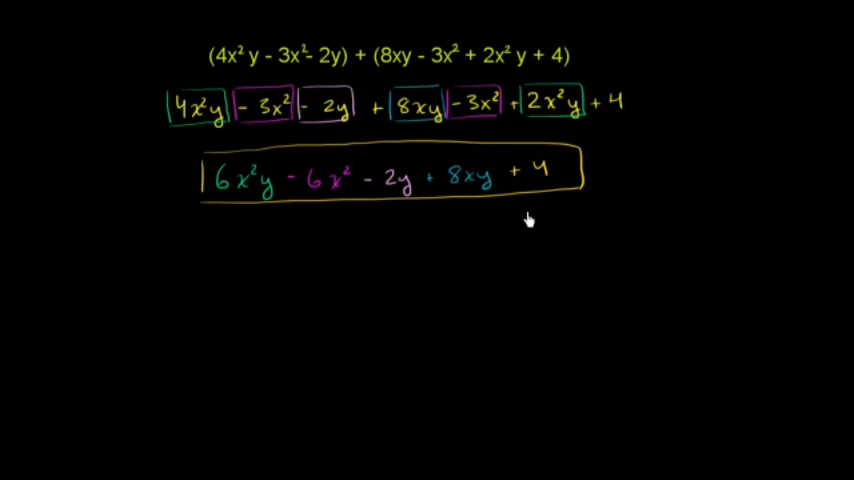 (4x² y - 3x² - 2y) + (8xy - 3x² + 2x² y + 4)
4x²y - 3x² - 2y + 8xy - 3x² + 2x²y + 4
6x²y - 6x² - 2y + 8xy + 4